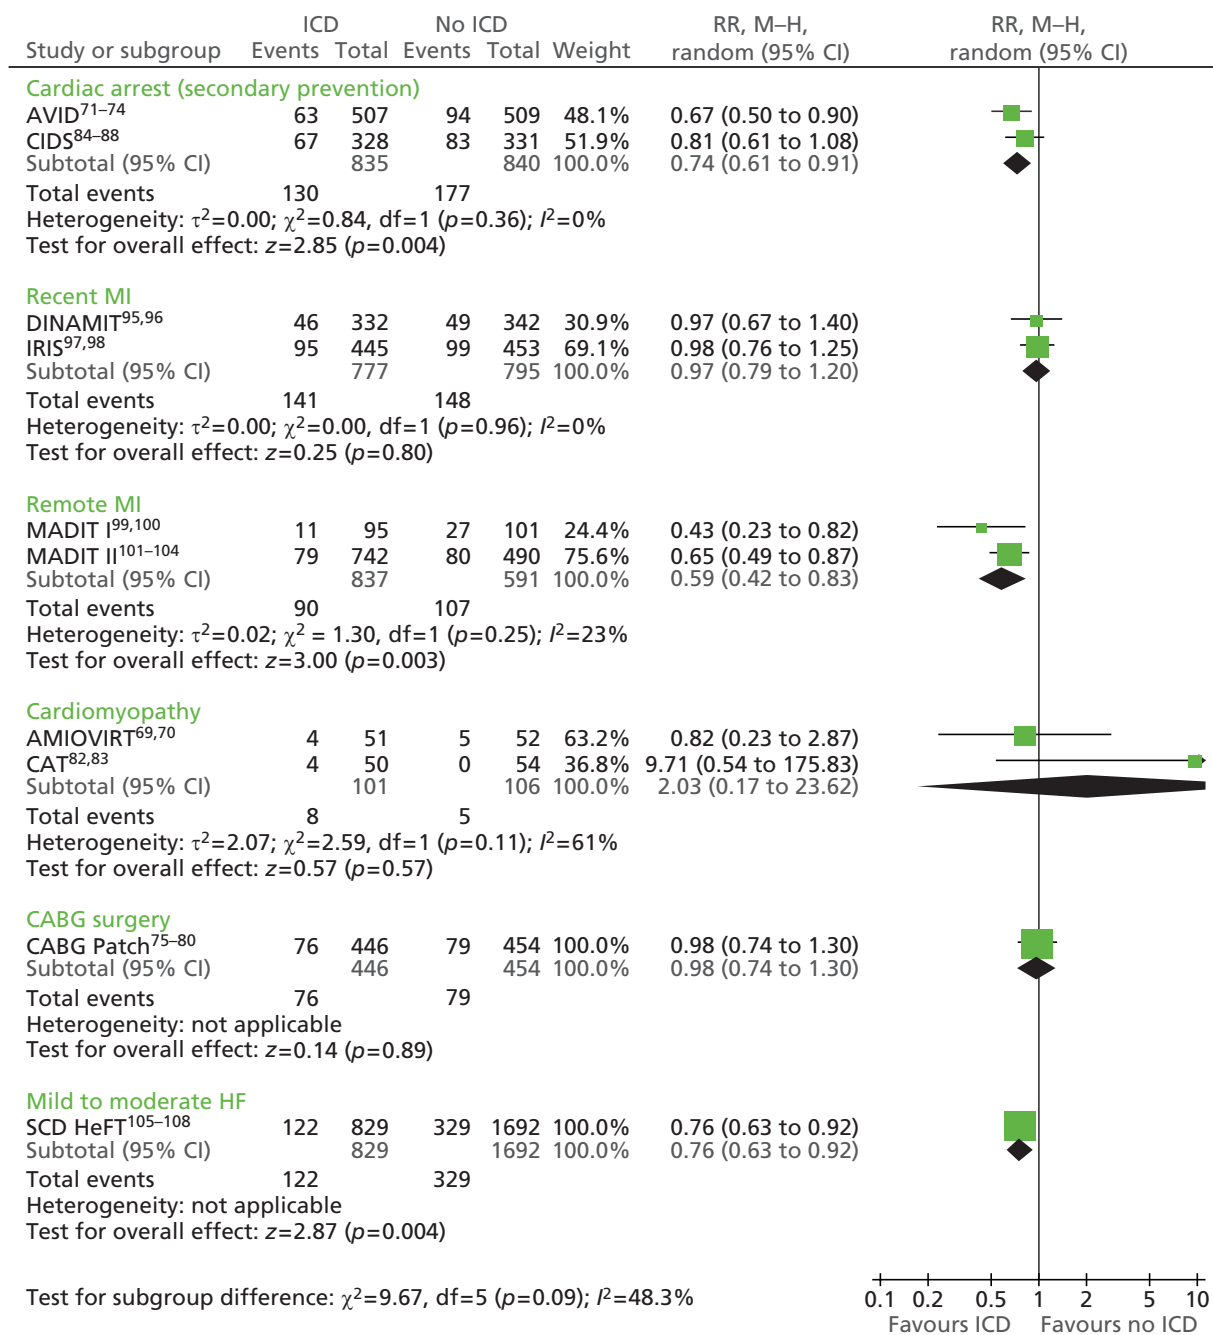 ICD No ICD RR, M–H, RR, M–H,
Study or subgroup Events Total Events Total Weight random (95% CI) random (95% CI)
Cardiac arrest (secondary prevention)
AVID71–74 63 507 94 509 48.1% 0.67 (0.50 to 0.90)
CIDS84–88 67 328 83 331 51.9% 0.81 (0.61 to 1.08)
Subtotal (95% CI) 835 840 100.0% 0.74 (0.61 to 0.91)
Total events 130 177
Heterogeneity: τ2=0.00; χ2=0.84, df=1 (p=0.36); I2=0%
Test for overall effect: z=2.85 (p=0.004)
Recent MI
DINAMIT95,96 46 332 49 342 30.9% 0.97 (0.67 to 1.40)
IRIS97,98 95 445 99 453 69.1% 0.98 (0.76 to 1.25)
Subtotal (95% CI) 777 795 100.0% 0.97 (0.79 to 1.20)
Total events 141 148
Heterogeneity: τ2=0.00; χ2=0.00, df=1 (p=0.96); I2=0%
Test for overall effect: z=0.25 (p=0.80)
Remote MI
MADIT I99,100 11 95 27 101 24.4% 0.43 (0.23 to 0.82)
MADIT II101–104 79 742 80 490 75.6% 0.65 (0.49 to 0.87)
Subtotal (95% CI) 837 591 100.0% 0.59 (0.42 to 0.83)
Total events 90 107
Heterogeneity: τ2=0.02; χ2 = 1.30, df=1 (p=0.25); I2=23%
Test for overall effect: z=3.00 (p=0.003)
Cardiomyopathy
AMIOVIRT69,70 4 51 5 52 63.2% 0.82 (0.23 to 2.87)
CAT82,83 4 50 0 54 36.8% 9.71 (0.54 to 175.83)
Subtotal (95% CI) 101 106 100.0% 2.03 (0.17 to 23.62)
Total events 8 5
Heterogeneity: τ2=2.07; χ2=2.59, df=1 (p=0.11); I2=61%
Test for overall effect: z=0.57 (p=0.57)
CABG surgery
CABG Patch75–80 76 446 79 454 100.0% 0.98 (0.74 to 1.30)
Subtotal (95% CI) 446 454 100.0% 0.98 (0.74 to 1.30)
Total events 76 79
Heterogeneity: not applicable
Test for overall effect: z=0.14 (p=0.89)
Mild to moderate HF
SCD HeFT105–108 122 829 329 1692 100.0% 0.76 (0.63 to 0.92)
Subtotal (95% CI) 829 1692 100.0% 0.76 (0.63 to 0.92)
Total events 122 329
Heterogeneity: not applicable
Test for overall effect: z=2.87 (p=0.004)
Test for subgroup difference: χ2=9.67, df=5 (p=0.09); I2=48.3%
0.1 0.2 0.5 1 2 5 10
Favours ICD Favours no ICD